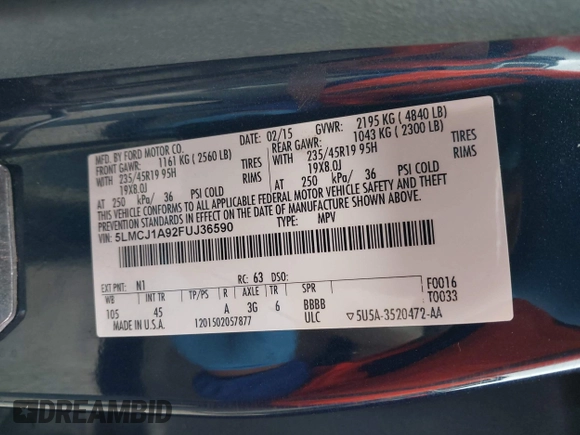 MFD. BY FORD MOTOR CO.
DATE: 02/15 GVWR: 2195 KG ( 4840 LB)
FRONT GAWR: 1161 KG ( 2560 LB) REAR GAWR: 1043 KG ( 2300 LB)
WITH 235/45R19 95H TIRES WITH 235/45R19 95H TIRES
19X8.0J RIMS 19X8.0J RIMS
AT 250 kPa/ 36 PSI COLD AT 250 kPa/ 36 PSI COLD
THIS VEHICLE CONFORMS TO ALL APPLICABLE FEDERAL MOTOR VEHICLE SAFETY AND THEFT
PREVENTION STANDARDS IN EFFECT ON THE DATE OF MANUFACTURE SHOWN ABOVE.
VIN: 5LMCJ1A92FUJ36590 TYPE: MPV
EXT PNT: N1 RC: 63 DSO:
WB INT TR TP/PS R AXLE TR SPR
105 45 A 3G 6 BBBB
MADE IN U.S.A. 1201502057877 ULC
F0016
T0033
▽5U5A-3520472-AA
DREAMBID